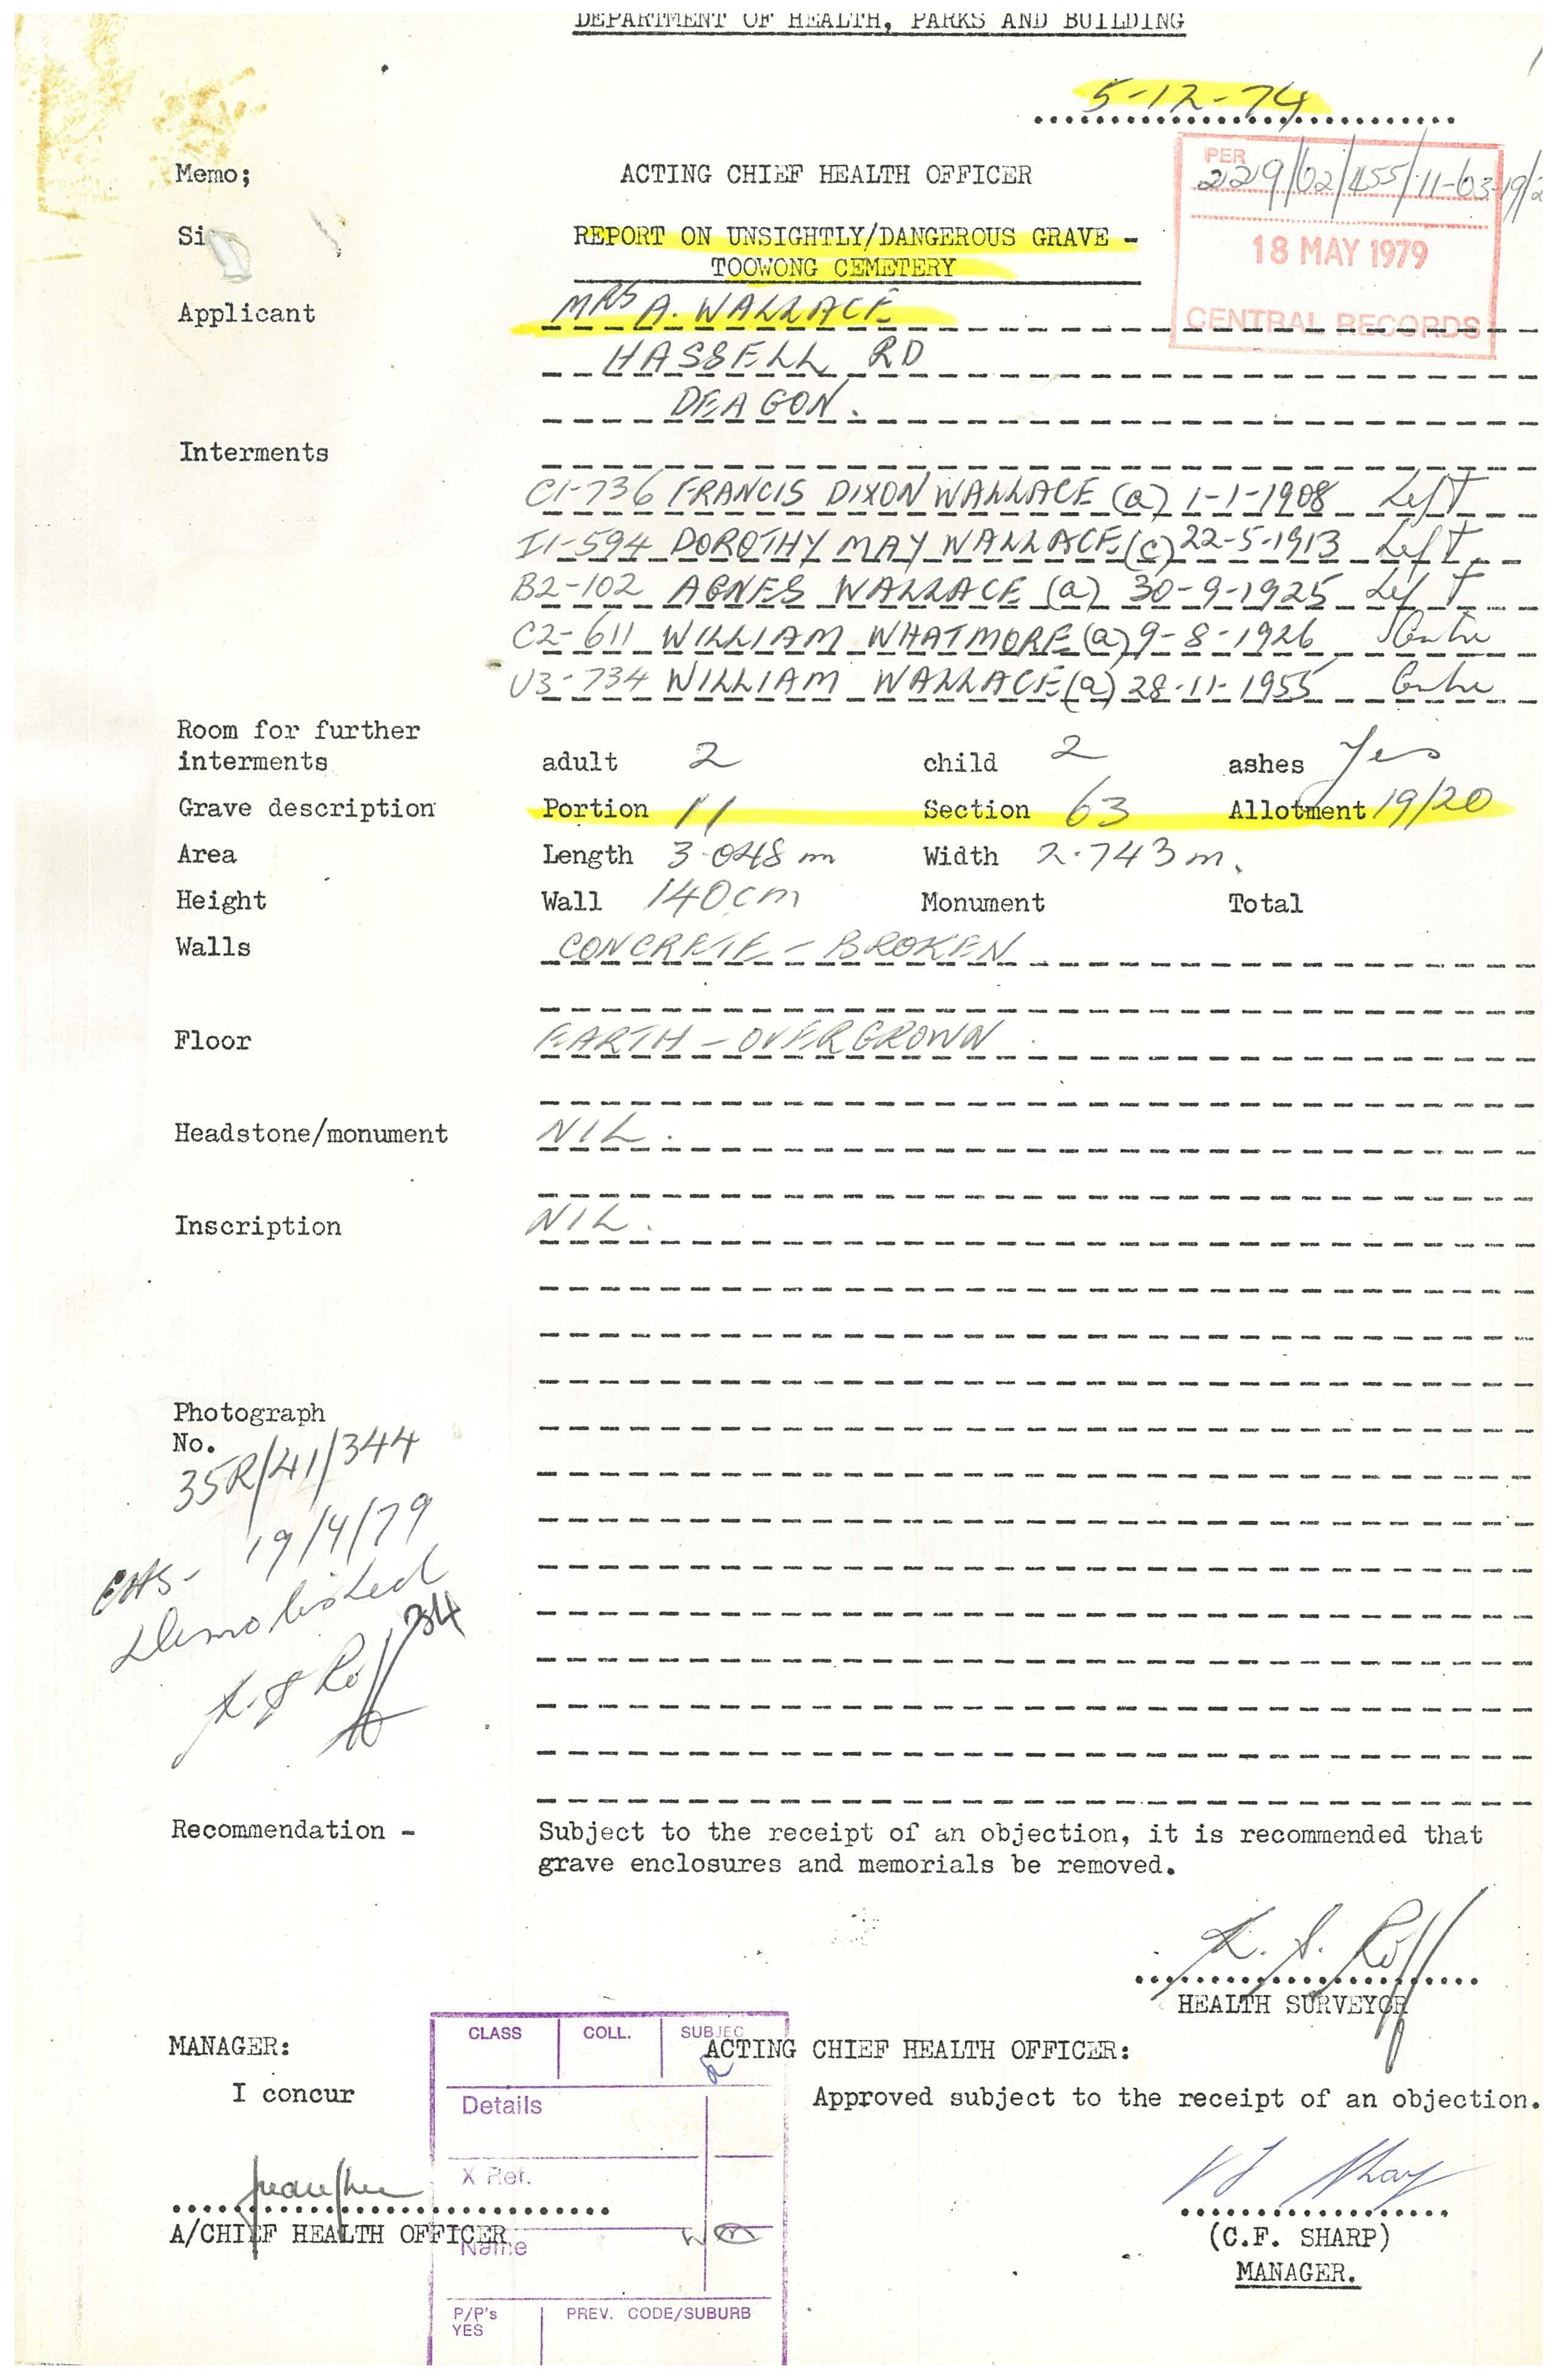 DEPARTMENT OF HEALTH, PARKS AND BUILDING
5-12-74
Memo; ACTING CHIEF HEALTH OFFICER
PER
229/02/455/11-03-19/2
18 MAY 1979
CENTRAL RECORDS
Si
REPORT ON UNSIGHTLY/DANGEROUS GRAVE -
TOOWONG CEMETERY
Applicant MRS A. WALLACE
HASSELL RD
DEAGON.
Interments
C1-736 FRANCIS DIXON WALLACE (a) 1-1-1908 Left
I1-594 DOROTHY MAY WALLACE (c) 22-5-1913 Left
B2-102 AGNES WALLACE (a) 30-9-1925 Left
C2-611 WILLIAM WHATMORE (a) 9-8-1926 Centre
U3-734 WILLIAM WALLACE (a) 28-11-1955 Centre
Room for further
interments adult 2 child 2 ashes Yes
Grave description Portion 11 Section 63 Allotment 19/20
Area Length 3.048 m Width 2.743 m.
Height Wall 140cm Monument Total
Walls CONCRETE - BROKEN
Floor EARTH - OVERGROWN
Headstone/monument NIL.
Inscription NIL.
Photograph
No.
35R/41/344
19/4/79
Demolished
34
K. S. Roff
Recommendation - Subject to the receipt of an objection, it is recommended that
grave enclosures and memorials be removed.
K. S. Roff
HEALTH SURVEYOR
MANAGER: ACTING CHIEF HEALTH OFFICER:
I concur Approved subject to the receipt of an objection.
A/CHIEF HEALTH OFFICER
(C.F. SHARP)
MANAGER.
CLASS COLL. SUBJEC
Details
X Ref.
Name
P/P's
YES
PREV. CODE/SUBURB